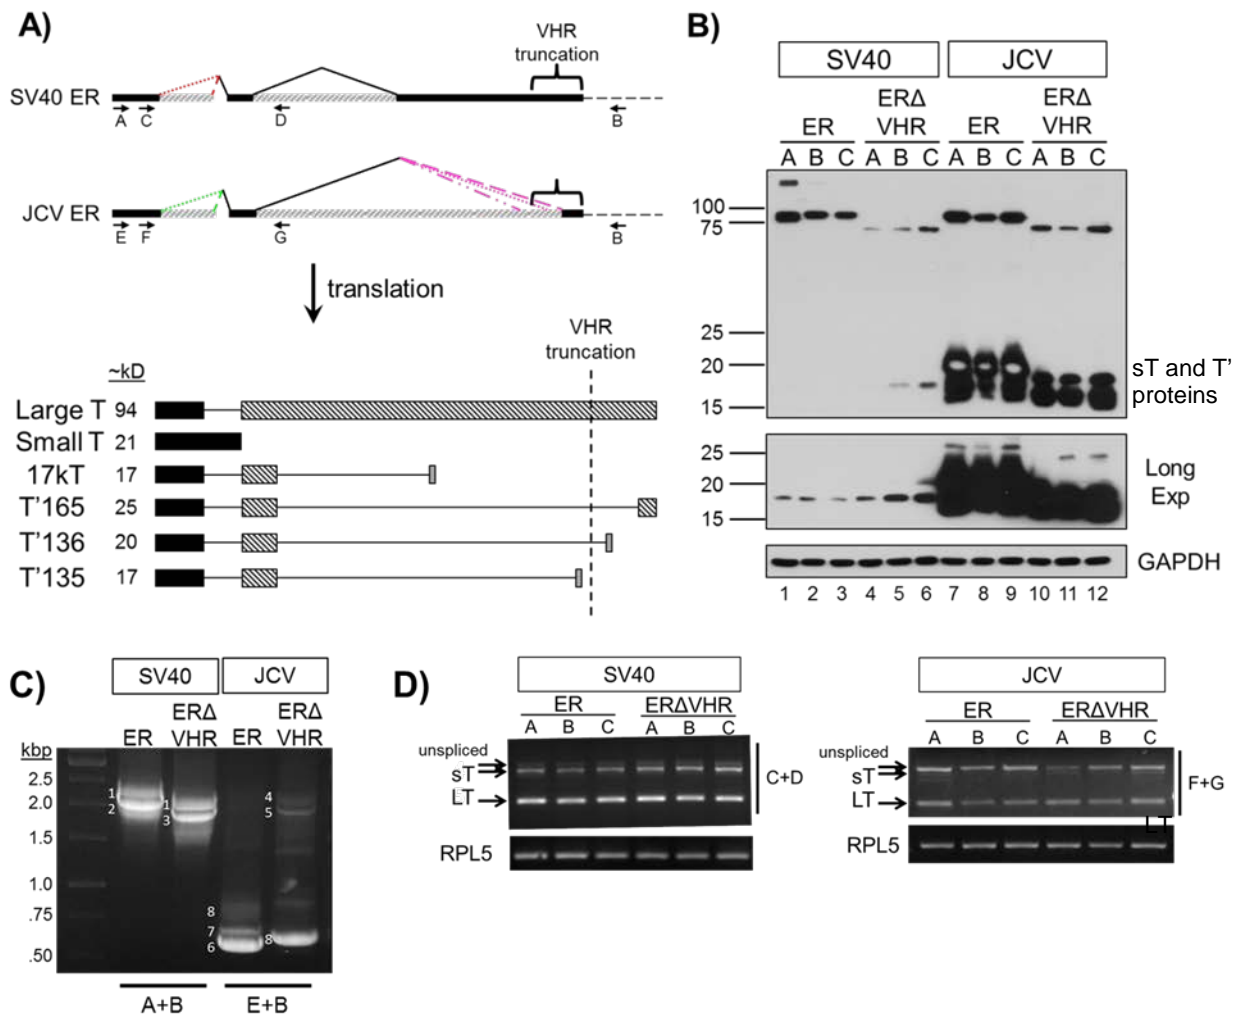 A)
VHR
truncation
SV40 ER
A C D B
JCV ER
E F G B
translation
VHR
truncation
~kD
Large T 94
Small T 21
17kT 17
T'165 25
T'136 20
T'135 17
B)
SV40 JCV
ERΔ ERΔ
ER VHR ER VHR
A B C A B C A B C A B C
100
75
25
20
15
sT and T'
proteins
25
20
15
Long
Exp
GAPDH
1 2 3 4 5 6 7 8 9 10 11 12
C)
SV40 JCV
ERΔ ERΔ
ER VHR ER VHR
kbp
2.5
2.0
1.5
1.0
.75
.50
1 1 4
2 3 5
8
7
6 8
A+B E+B
D)
SV40
ER ERΔVHR
A B C A B C
unspliced
sT
LT
C+D
RPL5
JCV
ER ERΔVHR
A B C A B C
unspliced
sT
LT
F+G
LT
RPL5